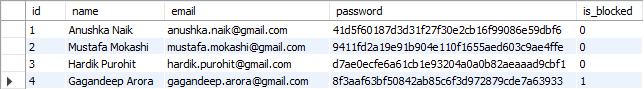 id name email password is_blocked
1 Anushka Naik anushka.naik@gmail.com 41d5f60187d3d31f27f30e2cb16f99086e59dbf6 0
2 Mustafa Mokashi mustafa.mokashi@gmail.com 9411fd2a19e91b904e110f1655aed603c9ae4ffe 0
3 Hardik Purohit hardik.purohit@gmail.com d7ae0ecfe6a61cb1e93204a0a0b82aeaaad9cbf1 0
4 Gagandeep Arora gagandeep.arora@gmail.com 8f3aaf63bf50842ab85c6f3d972879cde7a63933 1